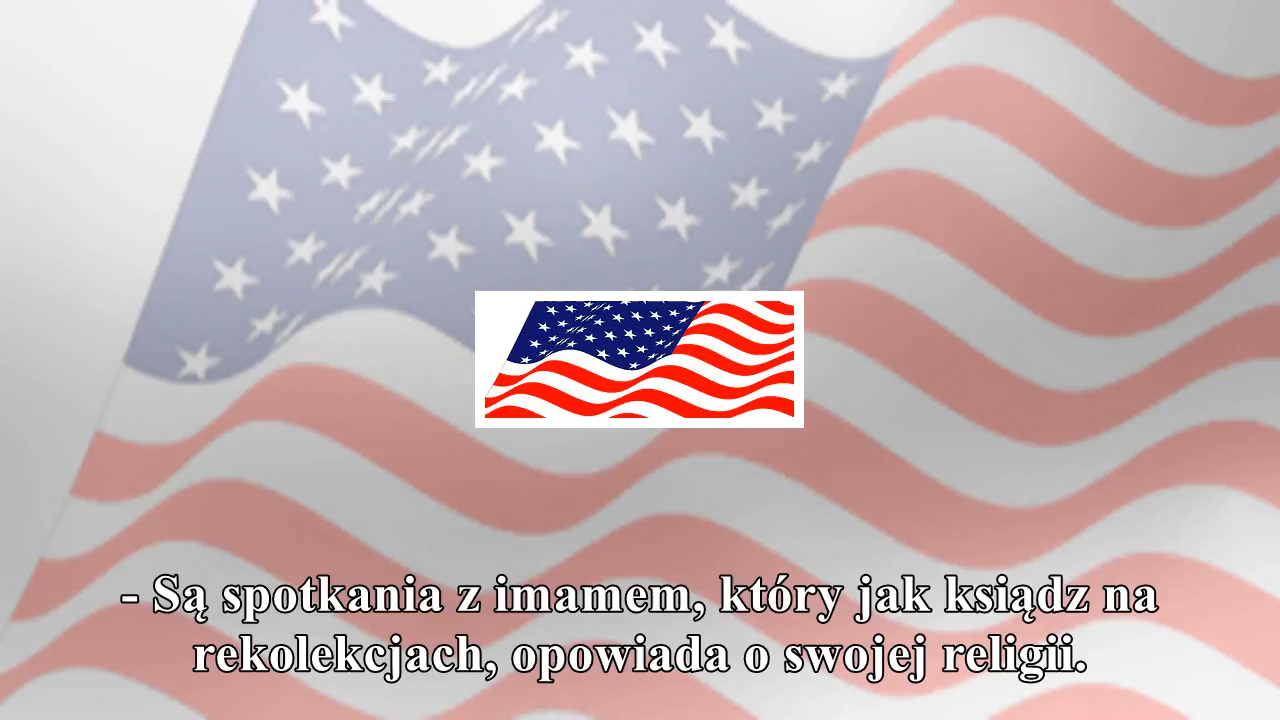 - Są spotkania z imamem, który jak ksiądz na
rekolekcjach, opowiada o swojej religii.